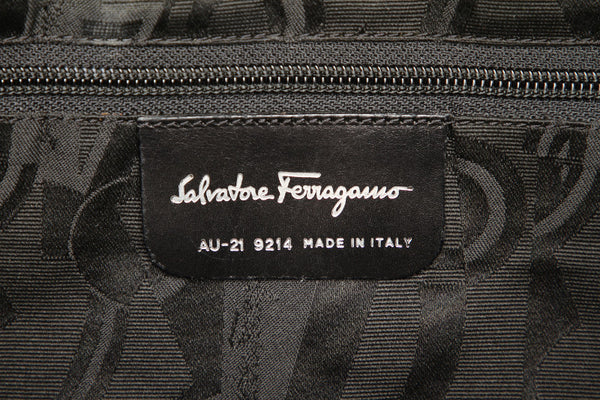 Salvatore Ferragamo
AU-21 9214 MADE IN ITALY